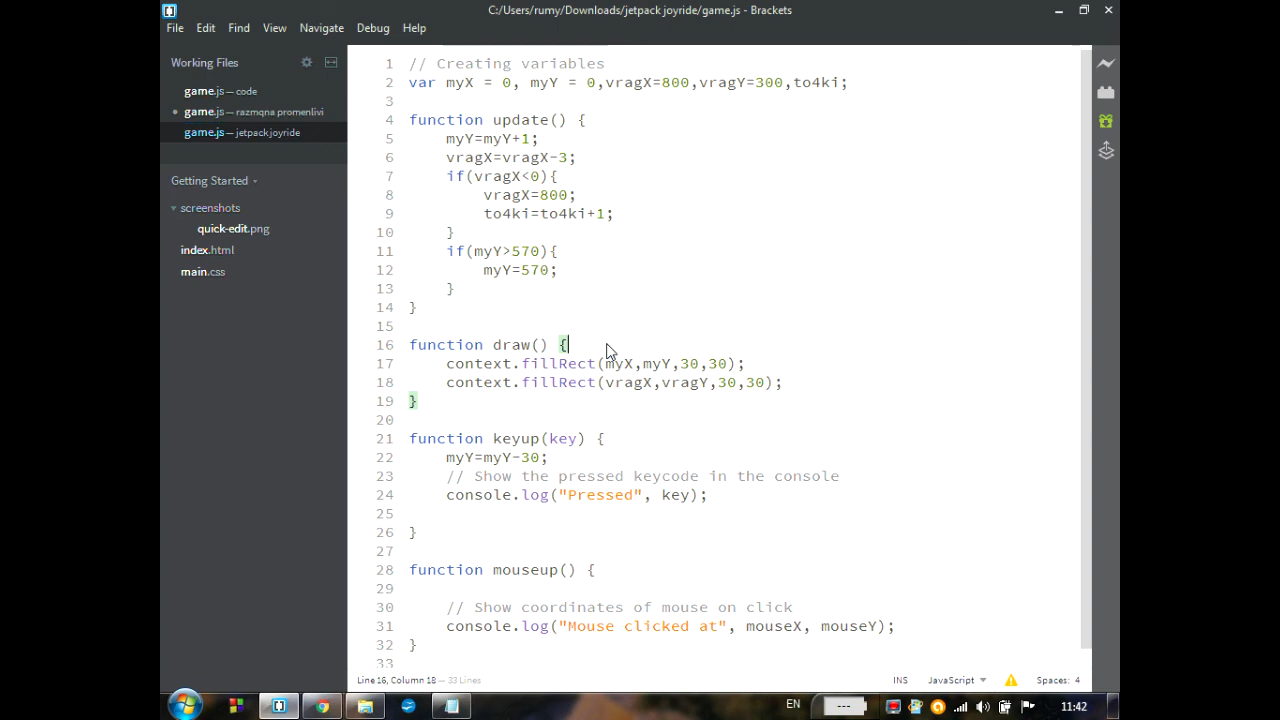 C:/Users/rumy/Downloads/jetpack joyride/game.js - Brackets
File Edit Find View Navigate Debug Help
Working Files
game.js — code
game.js — razmqna promenlivi
game.js — jetpack joyride
Getting Started
screenshots
quick-edit.png
index.html
main.css
1 // Creating variables
2 var myX = 0, myY = 0,vragX=800,vragY=300,to4ki;
3
4 function update() {
5 myY=myY+1;
6 vragX=vragX-3;
7 if(vragX<0){
8 vragX=800;
9 to4ki=to4ki+1;
10 }
11 if(myY>570){
12 myY=570;
13 }
14 }
15
16 function draw() {
17 context.fillRect(myX,myY,30,30);
18 context.fillRect(vragX,vragY,30,30);
19 }
20
21 function keyup(key) {
22 myY=myY-30;
23 // Show the pressed keycode in the console
24 console.log("Pressed", key);
25
26 }
27
28 function mouseup() {
29
30 // Show coordinates of mouse on click
31 console.log("Mouse clicked at", mouseX, mouseY);
32 }
33
Line 16, Column 18 — 33 Lines INS JavaScript Spaces: 4
EN --- 11:42